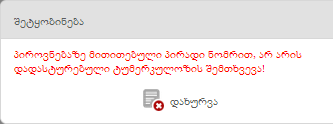 შეტყობინება
პიროვნებაზე მითითებული პირადი ნომრით, არ არის
დადასტურებული ტუბერკულოზის შემთხვევა!
დახურვა